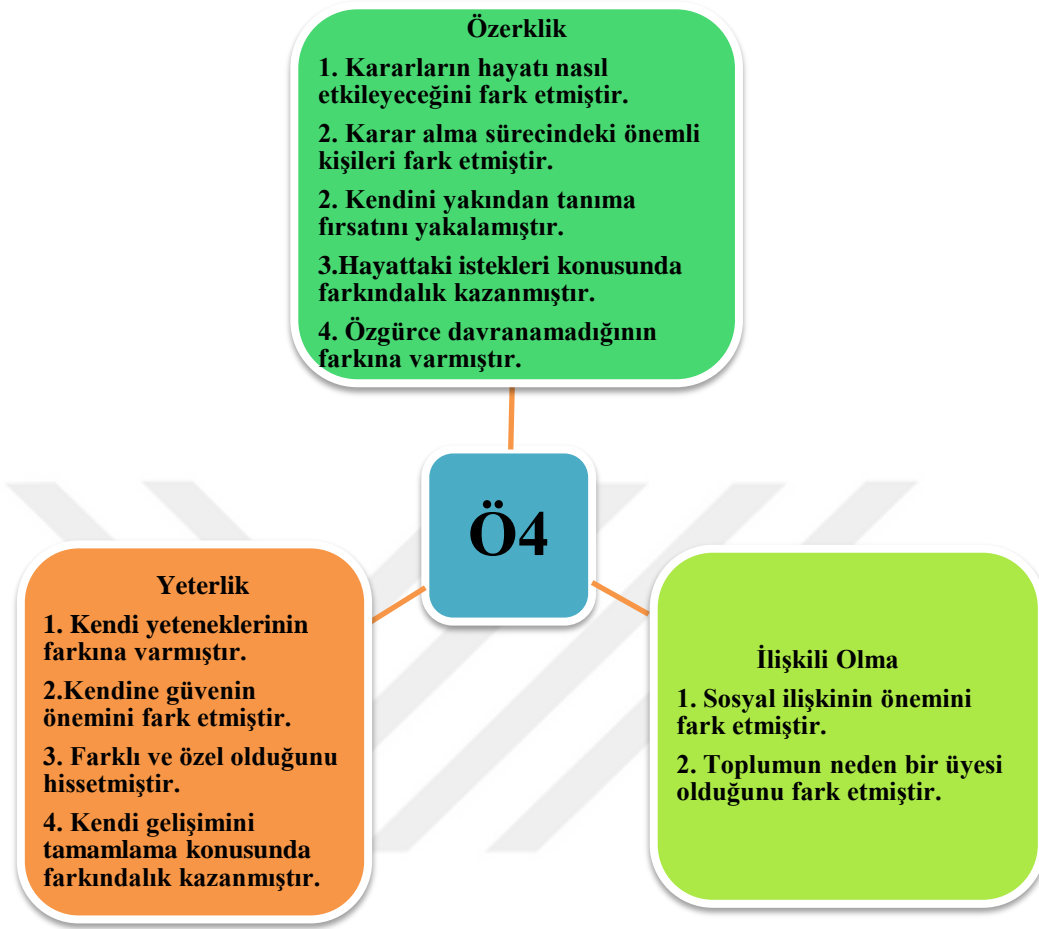 Özerklik
1. Kararların hayatı nasıl
etkileyeceğini fark etmiştir.
2. Karar alma sürecindeki önemli
kişileri fark etmiştir.
2. Kendini yakından tanıma
fırsatını yakalamıştır.
3.Hayattaki istekleri konusunda
farkındalık kazanmıştır.
4. Özgürce davranamadığının
farkına varmıştır.
Ö4
Yeterlik
1. Kendi yeteneklerinin
farkına varmıştır.
2.Kendine güvenin
önemini fark etmiştir.
3. Farklı ve özel olduğunu
hissetmiştir.
4. Kendi gelişimini
tamamlama konusunda
farkındalık kazanmıştır.
İlişkili Olma
1. Sosyal ilişkinin önemini
fark etmiştir.
2. Toplumun neden bir üyesi
olduğunu fark etmiştir.